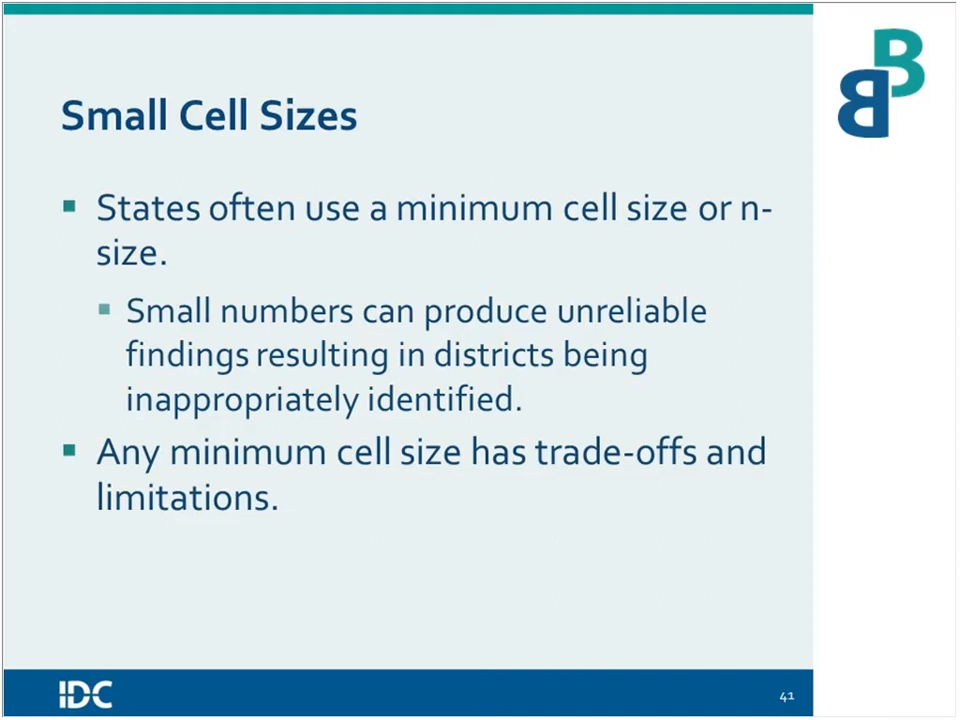 B
B
Small Cell Sizes
States often use a minimum cell size or n-
size.
Small numbers can produce unreliable
findings resulting in districts being
inappropriately identified.
Any minimum cell size has trade-offs and
limitations.
IDC
41